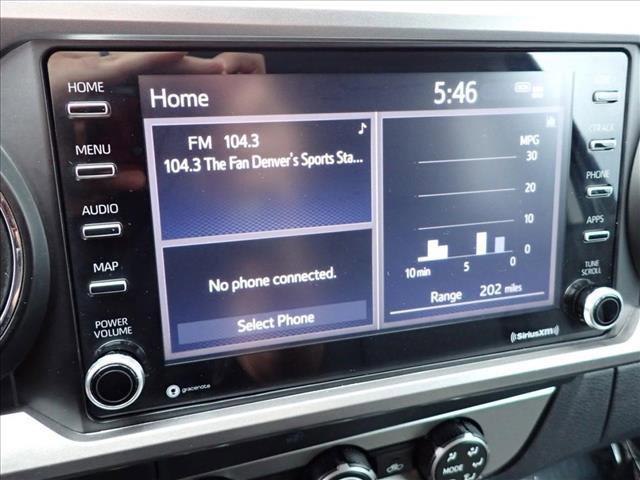 HOME
MENU
AUDIO
MAP
POWER
VOLUME
Home
5:46
FM 104.3
104.3 The Fan Denver's Sports Sta...
No phone connected.
Select Phone
MPG
30
20
10
0
10 min 5 0
Range 202 miles
TRACK
PHONE
APPS
TUNE
SCROLL
SiriusXM
gracenote
MODE